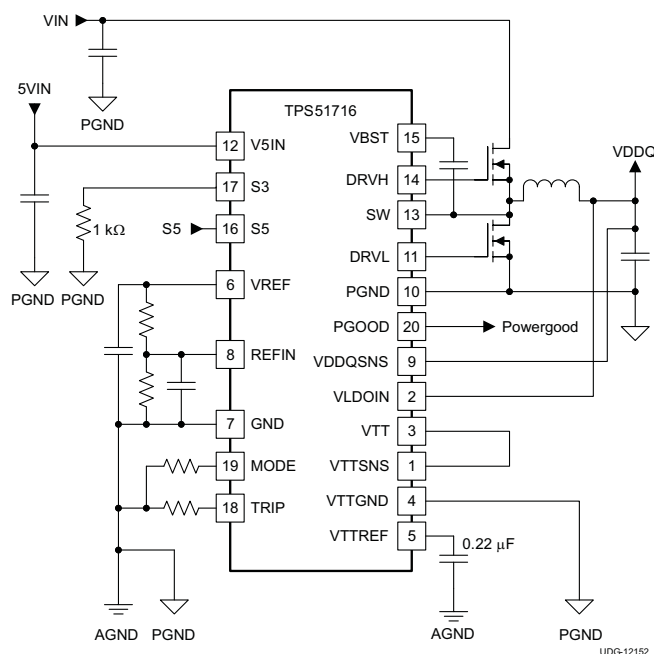 VIN
5VIN
PGND
TPS51716
12 V5IN
17 S3
1 kΩ
S5 16 S5
PGND PGND
6 VREF
8 REFIN
7 GND
19 MODE
18 TRIP
AGND PGND
VBST 15
DRVH 14
SW 13
DRVL 11
PGND 10
PGOOD 20 Powergood
VDDQSNS 9
VLDOIN 2
VTT 3
VTTSNS 1
VTTGND 4
VTTREF 5
0.22 µF
VDDQ
AGND PGND
UDG-12152